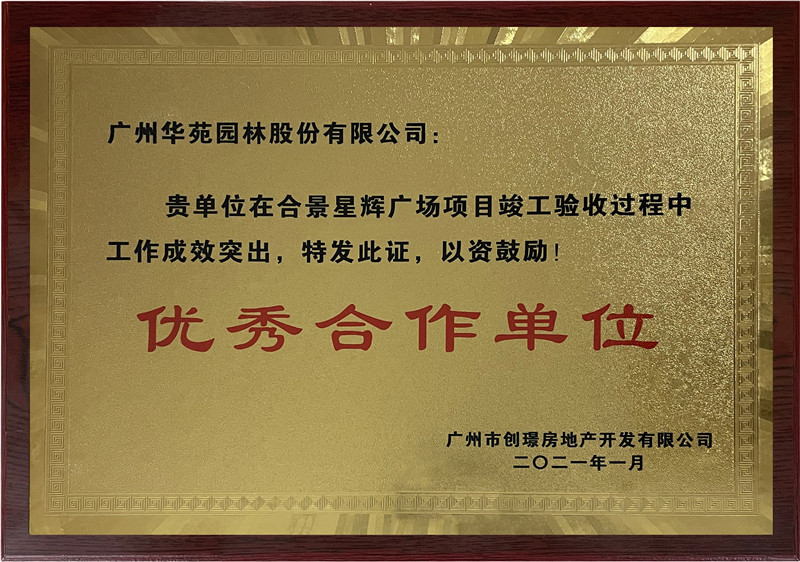 广州华苑园林股份有限公司：
贵单位在合景星辉广场项目竣工验收过程中
工作成效突出，特发此证，以资鼓励！
优秀合作单位
广州市创璟房地产开发有限公司
二〇二一年一月